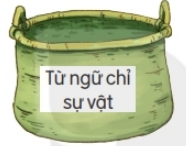 Từ ngữ chỉ
sự vật